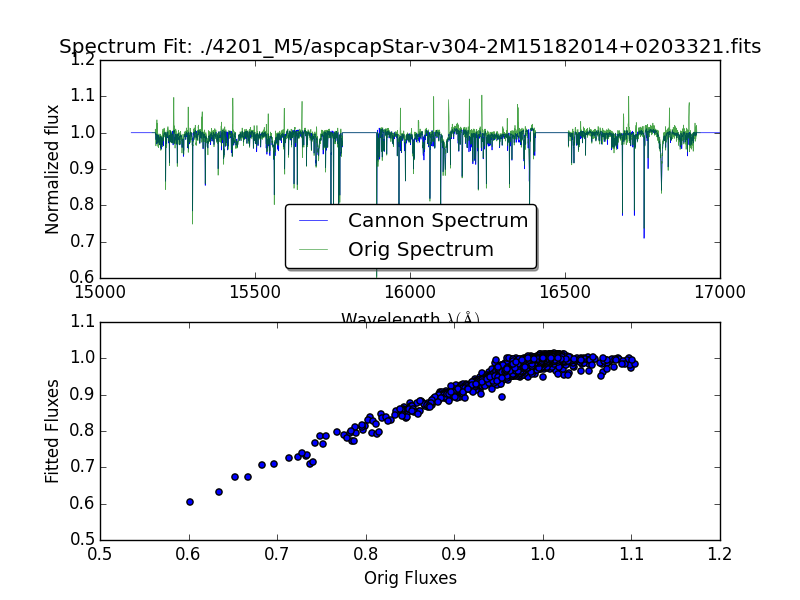 Spectrum Fit: ./4201_M5/aspcapStar-v304-2M15182014+0203321.fits
1.2
1.1
1.0
0.9
0.8
0.7
0.6
Normalized flux
Cannon Spectrum
Orig Spectrum
15000 15500 16000 16500 17000
Wavelength λ(Å)
1.1
1.0
0.9
0.8
0.7
0.6
0.5
Fitted Fluxes
0.5 0.6 0.7 0.8 0.9 1.0 1.1 1.2
Orig Fluxes